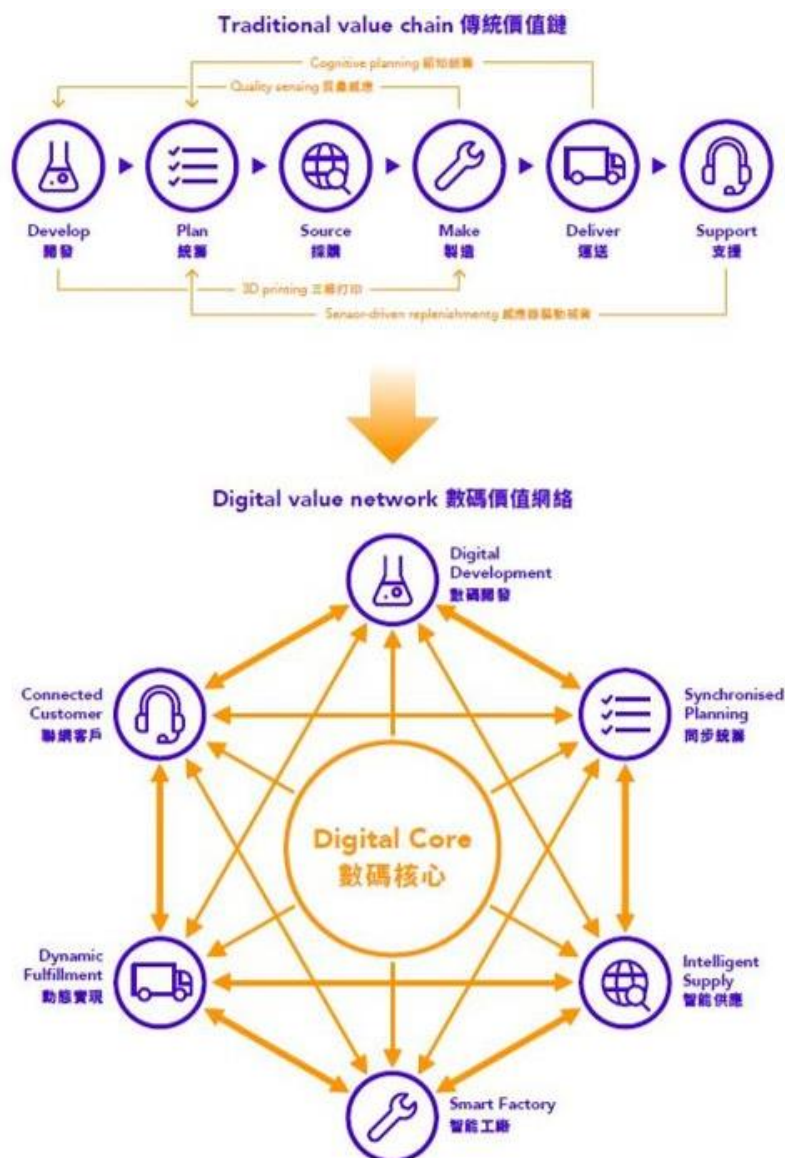 Traditional value chain 傳統價值鏈
Cognitive planning 認知統籌
Quality sensing 質量感應
Develop
開發
Plan
統籌
Source
採購
Make
製造
Deliver
運送
Support
支援
3D printing 三維打印
Sensor-driven replenishmentg 感應器驅動補貨
Digital value network 數碼價值網絡
Digital
Development
數碼開發
Connected
Customer
聯網客戶
Synchronised
Planning
同步統籌
Digital Core
數碼核心
Dynamic
Fulfillment
動態實現
Intelligent
Supply
智能供應
Smart Factory
智能工廠